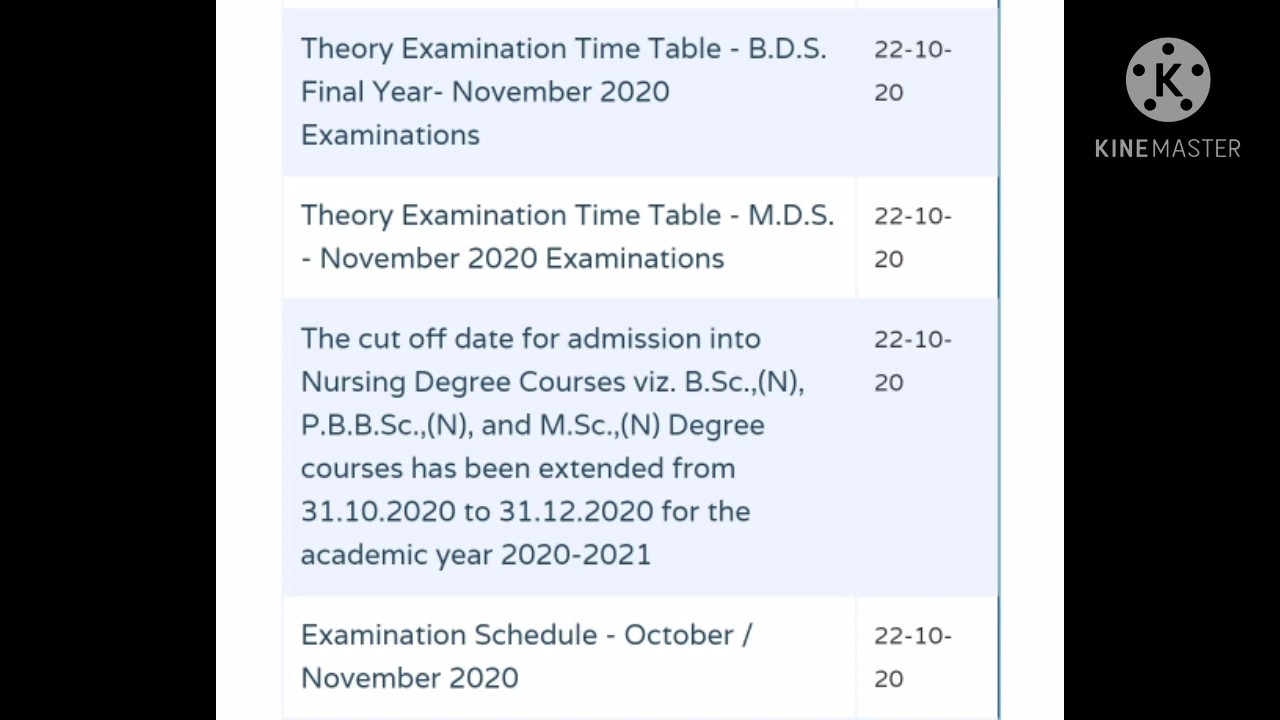 Theory Examination Time Table - B.D.S.
Final Year- November 2020
Examinations
22-10-
20
Theory Examination Time Table - M.D.S.
- November 2020 Examinations
22-10-
20
The cut off date for admission into
Nursing Degree Courses viz. B.Sc.,(N),
P.B.B.Sc.,(N), and M.Sc.,(N) Degree
courses has been extended from
31.10.2020 to 31.12.2020 for the
academic year 2020-2021
22-10-
20
Examination Schedule - October /
November 2020
22-10-
20
K
KINEMASTER